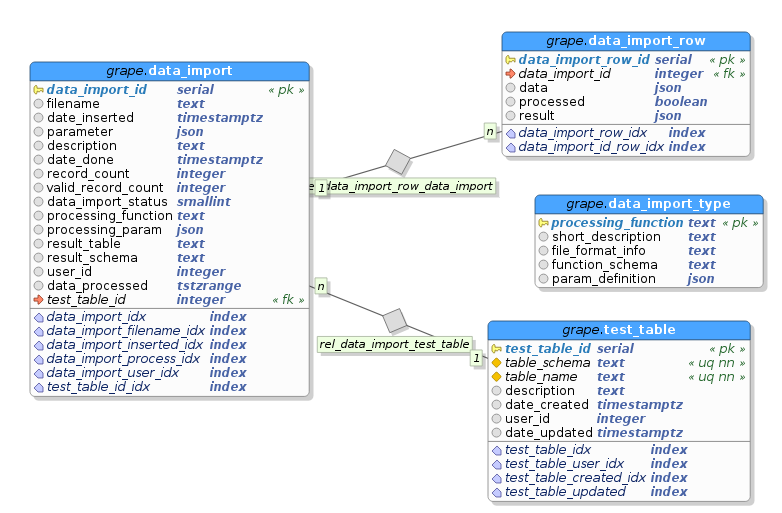 grape.data_import
data_import_id serial « pk »
filename text
date_inserted timestamptz
parameter json
description text
date_done timestamptz
record_count integer
valid_record_count integer
data_import_status smallint
processing_function text
processing_param json
result_table text
result_schema text
user_id integer
data_processed tstzrange
test_table_id integer « fk »
data_import_idx index
data_import_filename_idx index
data_import_inserted_idx index
data_import_process_idx index
data_import_user_idx index
test_table_id_idx index
n
1
data_import_row_data_import
n
rel_data_import_test_table
1
grape.data_import_row
data_import_row_id serial « pk »
data_import_id integer « fk »
data json
processed boolean
result json
data_import_row_idx index
data_import_id_row_idx index
grape.data_import_type
processing_function text « pk »
short_description text
file_format_info text
function_schema text
param_definition json
grape.test_table
test_table_id serial « pk »
table_schema text « uq nn »
table_name text « uq nn »
description text
date_created timestamptz
user_id integer
date_updated timestamptz
test_table_idx index
test_table_user_idx index
test_table_created_idx index
test_table_updated index